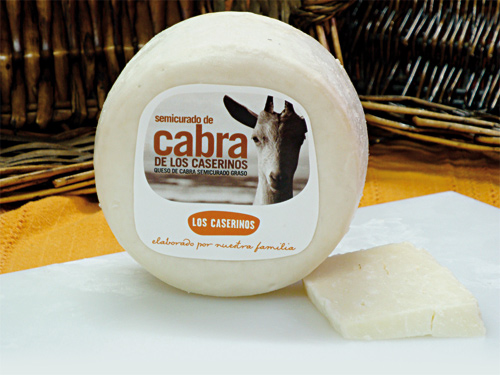 semicurado de
cabra
DE LOS CASERINOS
QUESO DE CABRA SEMICURADO GRASO
LOS CASERINOS
elaborado por nuestra familia